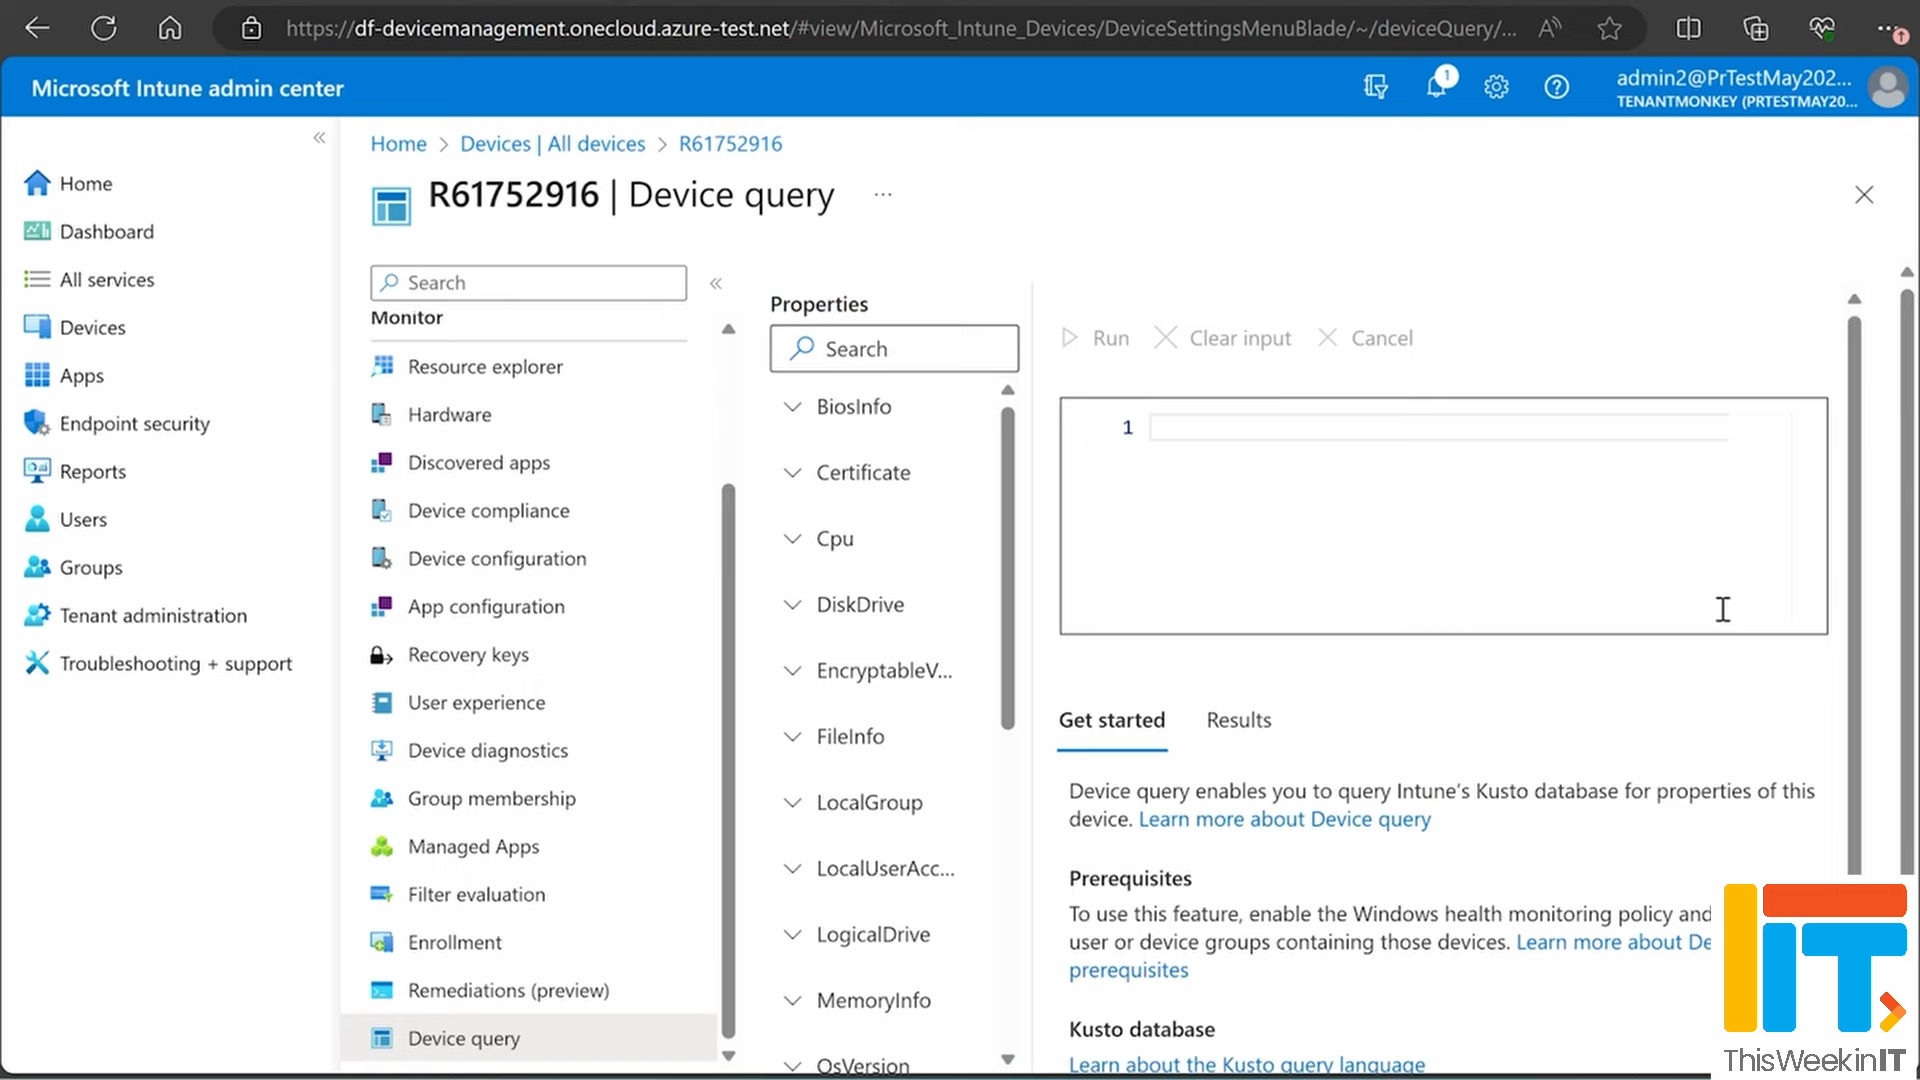 https://df-devicemanagement.onecloud.azure-test.net/#view/Microsoft_Intune_Devices/DeviceSettingsMenuBlade/~/deviceQuery/...
Microsoft Intune admin center
1
admin2@PrTestMay202...
TENANTMONKEY (PRTESTMAY20...
Home
Dashboard
All services
Devices
Apps
Endpoint security
Reports
Users
Groups
Tenant administration
Troubleshooting + support
Home > Devices | All devices > R61752916
R61752916 | Device query ...
Search
Monitor
Resource explorer
Hardware
Discovered apps
Device compliance
Device configuration
App configuration
Recovery keys
User experience
Device diagnostics
Group membership
Managed Apps
Filter evaluation
Enrollment
Remediations (preview)
Device query
Properties
Search
BiosInfo
Certificate
Cpu
DiskDrive
EncryptableV...
FileInfo
LocalGroup
LocalUserAcc...
LogicalDrive
MemoryInfo
OsVersion
Run Clear input Cancel
1
Get started Results
Device query enables you to query Intune's Kusto database for properties of this
device. Learn more about Device query
Prerequisites
To use this feature, enable the Windows health monitoring policy and
user or device groups containing those devices. Learn more about De
prerequisites
Kusto database
Learn about the Kusto query language
IT
ThisWeekinIT